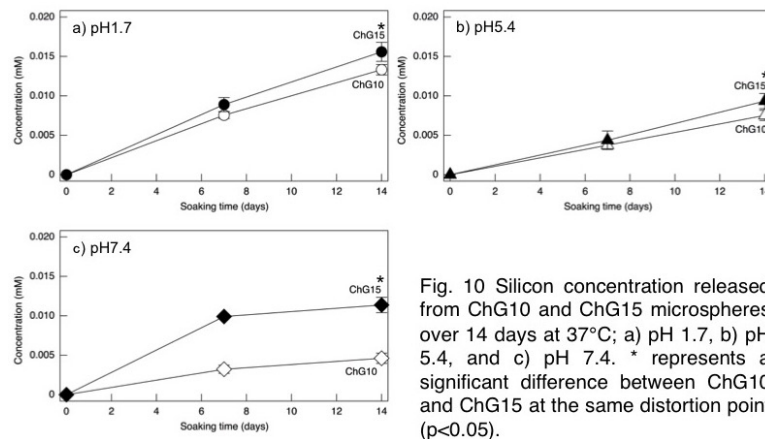 0.020
a) pH1.7
*
ChG15
0.015
ChG10
0.010
0.005
0
Concentration (mM)
0 2 4 6 8 10 12 14
Soaking time (days)
0.020
b) pH5.4
0.015
*
ChG15
0.010
ChG10
0.005
0
Concentration (mM)
0 2 4 6 8 10 12 14
Soaking time (days)
0.020
c) pH7.4
0.015
*
ChG15
0.010
0.005
ChG10
0
Concentration (mM)
0 2 4 6 8 10 12 14
Soaking time (days)
Fig. 10 Silicon concentration released
from ChG10 and ChG15 microspheres
over 14 days at 37°C; a) pH 1.7, b) pH
5.4, and c) pH 7.4. * represents a
significant difference between ChG10
and ChG15 at the same distortion point
(p<0.05).